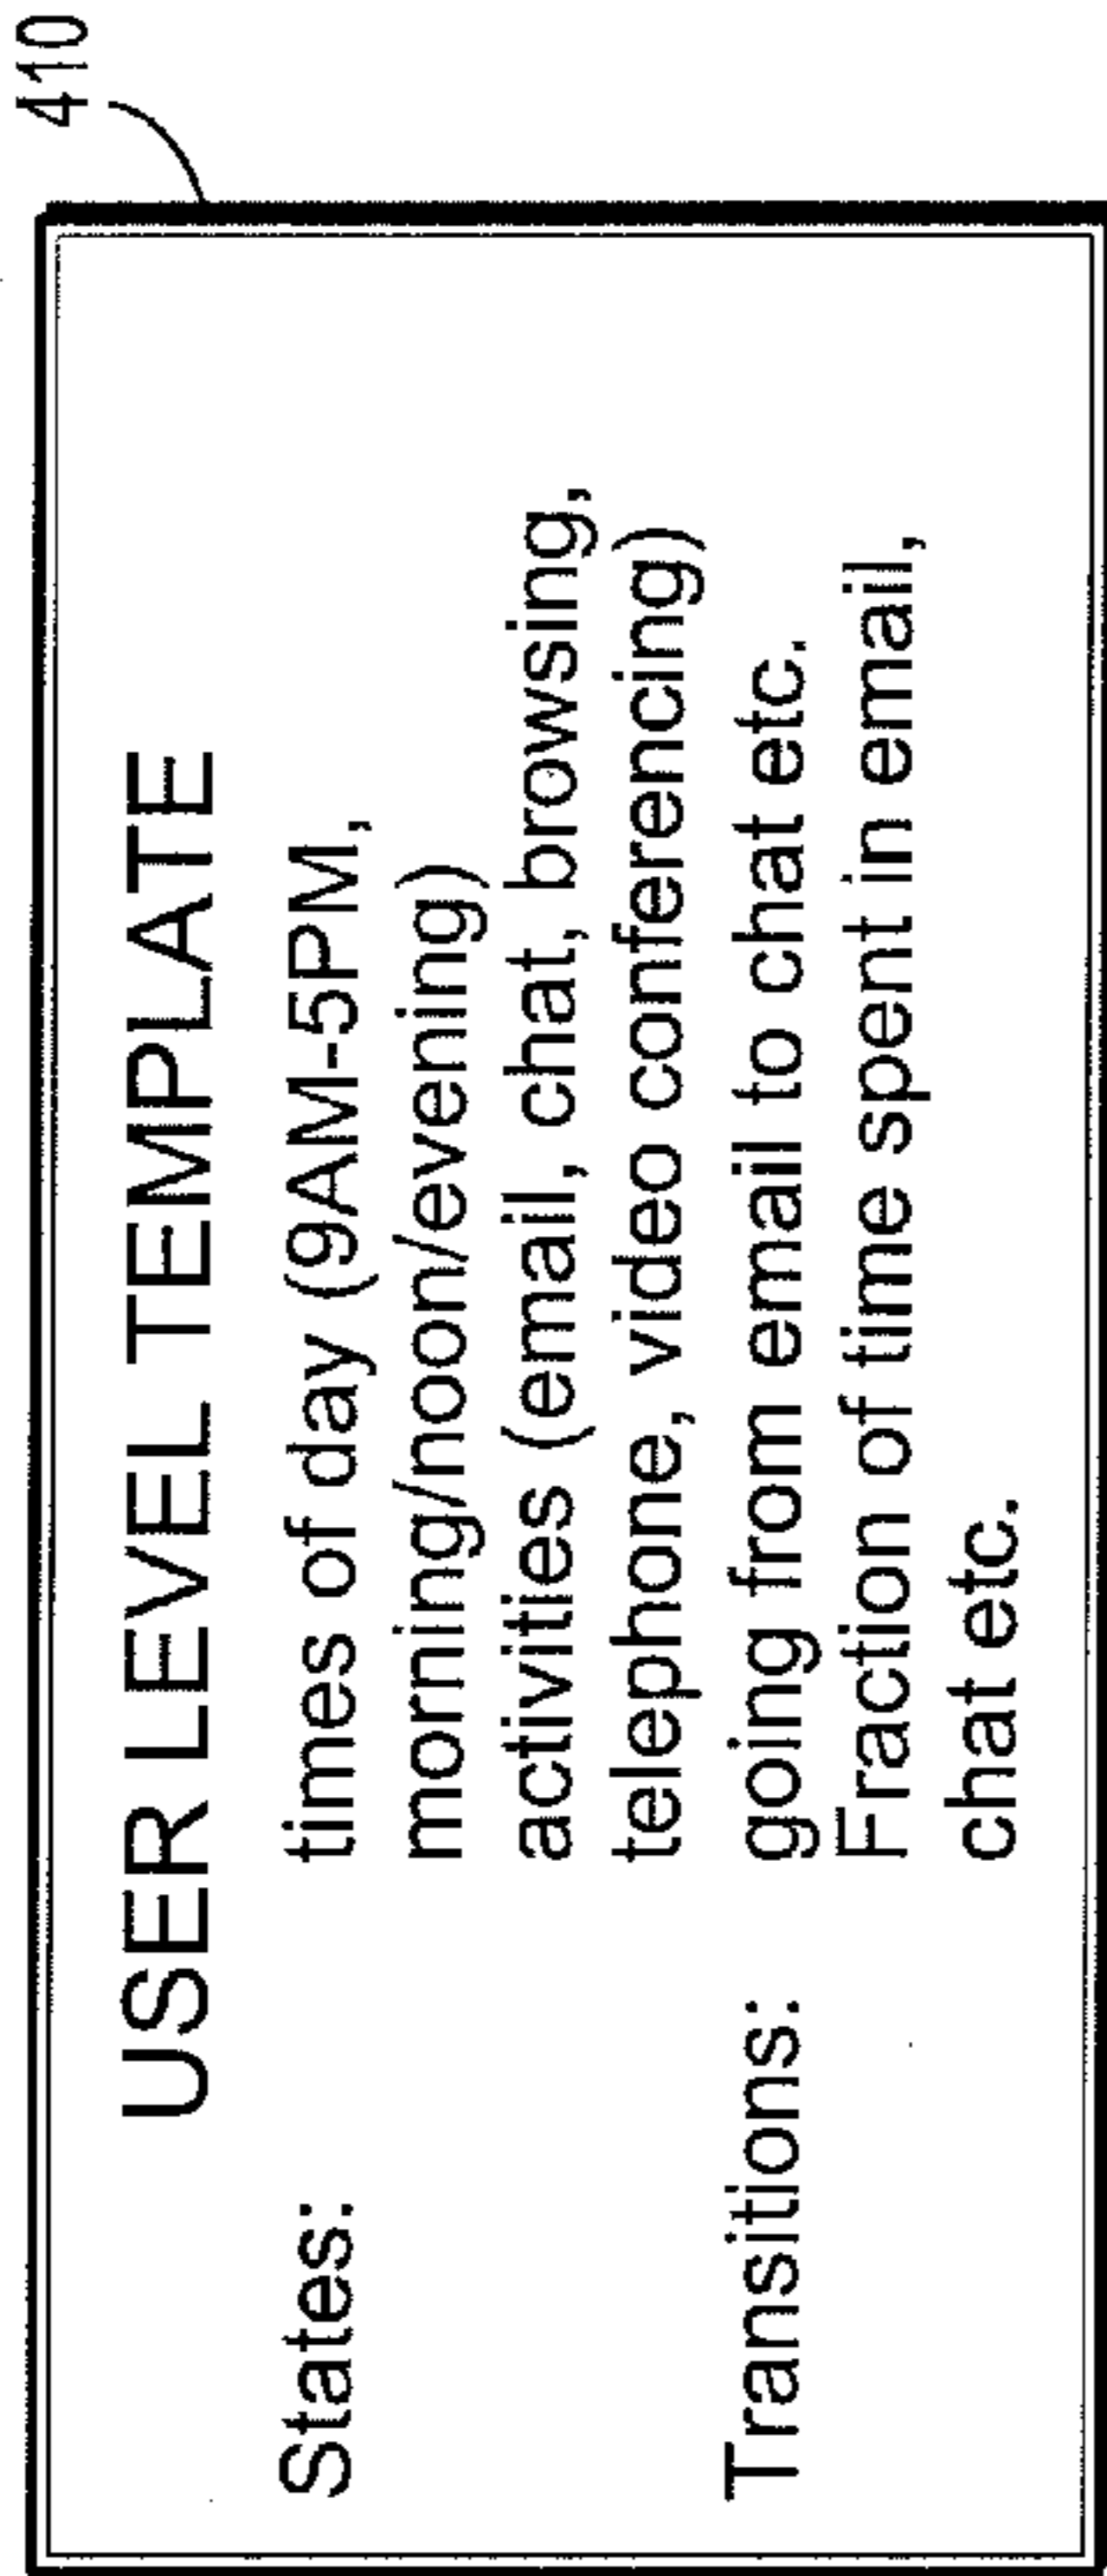 410
USER LEVEL TEMPLATE
States: times of day (9AM-5PM,
morning/noon/evening)
activities (email, chat, browsing,
telephone, video conferencing)
Transitions: going from email to chat etc.
Fraction of time spent in email,
chat etc.